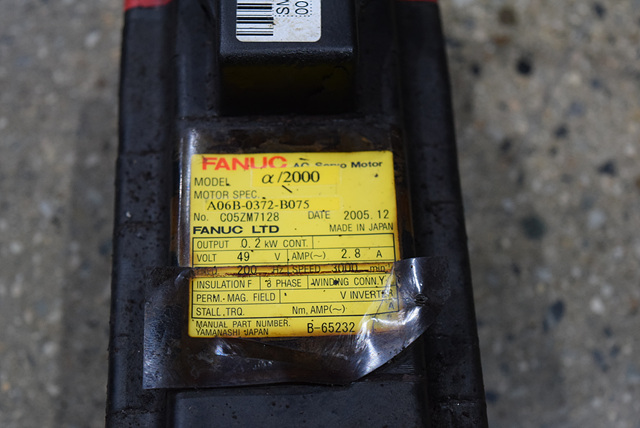 SV
00
FANUC AC Servo Motor
MODEL α/2000
MOTOR SPEC.
A06B-0372-B075
No. C05ZM7128 DATE 2005.12
FANUC LTD MADE IN JAPAN
OUTPUT 0.2 kW CONT.
VOLT 49 V AMP(~) 2.8 A
200 HZ SPEED 3000 min
INSULATION F 3 PHASE WINDING CONN.Y
PERM.-MAG. FIELD V INVERTER
STALL.TRQ. Nm, AMP(~) A
MANUAL PART NUMBER. B-65232
YAMANASHI JAPAN